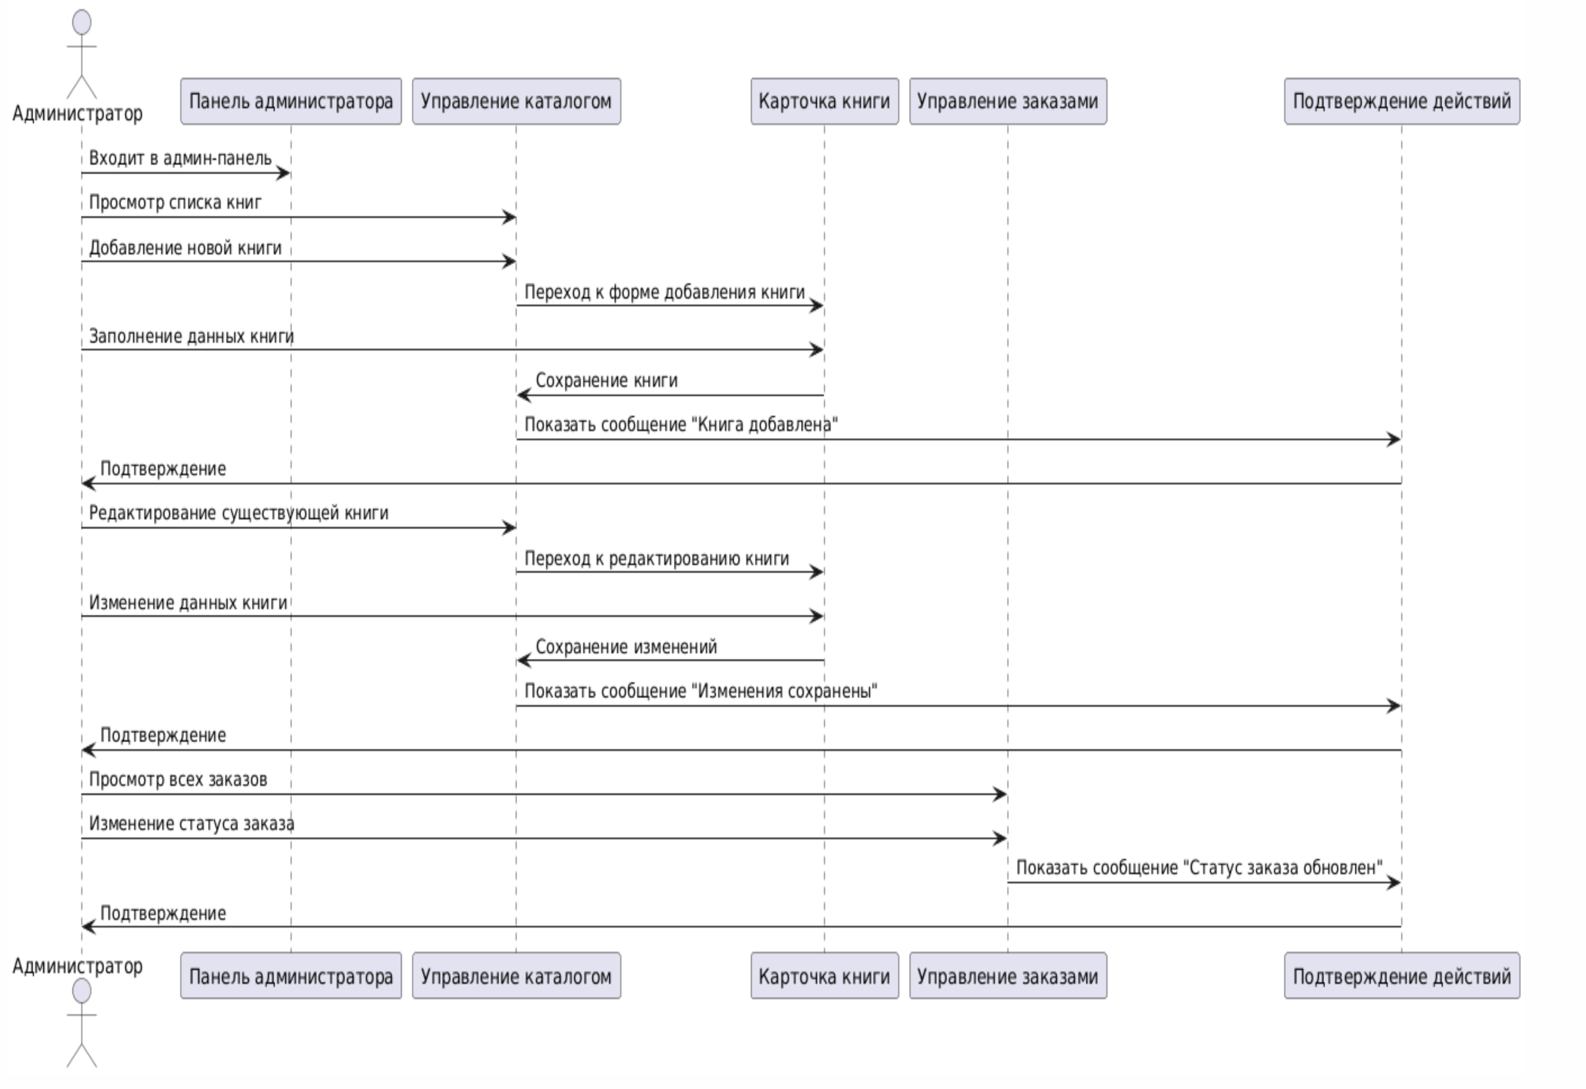 Администратор
Панель администратора
Управление каталогом
Карточка книги
Управление заказами
Подтверждение действий
Входит в админ-панель
Просмотр списка книг
Добавление новой книги
Переход к форме добавления книги
Заполнение данных книги
Сохранение книги
Показать сообщение "Книга добавлена"
Подтверждение
Редактирование существующей книги
Переход к редактированию книги
Изменение данных книги
Сохранение изменений
Показать сообщение "Изменения сохранены"
Подтверждение
Просмотр всех заказов
Изменение статуса заказа
Показать сообщение "Статус заказа обновлен"
Подтверждение
Администратор
Панель администратора
Управление каталогом
Карточка книги
Управление заказами
Подтверждение действий